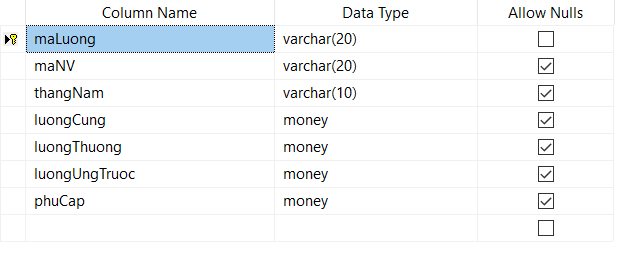 Column Name Data Type Allow Nulls
maLuong varchar(20)
maNV varchar(20)
thangNam varchar(10)
luongCung money
luongThuong money
luongUngTruoc money
phuCap money